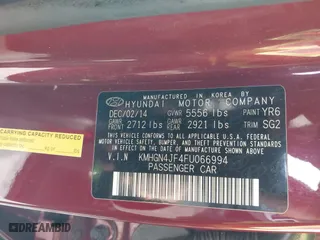 MANUFACTURED IN S. KOREA BY
HYUNDAI MOTOR COMPANY
DEC/02/14 GVWR 5556 lbs PAINT YR6
GAWR FRONT 2712 lbs GAWR REAR 2921 lbs TRIM SG2
THIS VEHICLE CONFORMS TO ALL APPLICABLE
U.S. FEDERAL MOTOR VEHICLE SAFETY, BUMPER,
AND THEFT PREVENTION STANDARDS IN EFFECT
ON THE DATE OF MANUFACTURE SHOWN ABOVE.
V.I.N KMHGN4JF4FU066994
PASSENGER CAR
CARRYING CAPACITY REDUCED